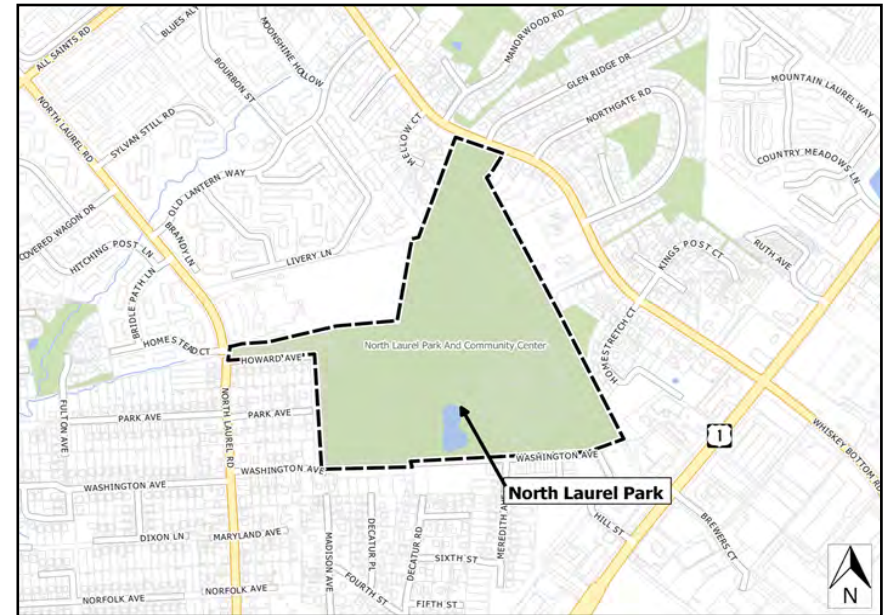 ALL SAINTS RD
BLUES ALY
MOONSHINE HOLLOW
BOURBON ST
MANORWOOD RD
GLEN RIDGE DR
NORTHGATE RD
MOUNTAIN LAUREL WAY
NORTH LAUREL RD
SYLVAN STILL RD
MELLOW CT
COUNTRY MEADOWS LN
OLD LANTERN WAY
COVERED WAGON DR
BRANDY LN
HITCHING POST LN
LIVERY LN
KINGS POST CT
RUTH AVE
BRIDLE PATH LN
HOMESTEAD CT
HOWARD AVE
North Laurel Park And Community Center
HOMESTRETCH CT
FULTON AVE
PARK AVE
PARK AVE
NORTH LAUREL RD
1
WHISKEY BOTTOM RD
WASHINGTON AVE
WASHINGTON AVE
WASHINGTON AVE
North Laurel Park
DIXON LN
MARYLAND AVE
MADISON AVE
DECATUR PL
DECATUR RD
MEREDITH AVE
HILL ST
BREWERS CT
SIXTH ST
NORFOLK AVE
NORFOLK AVE
FOURTH ST
FIFTH ST
N